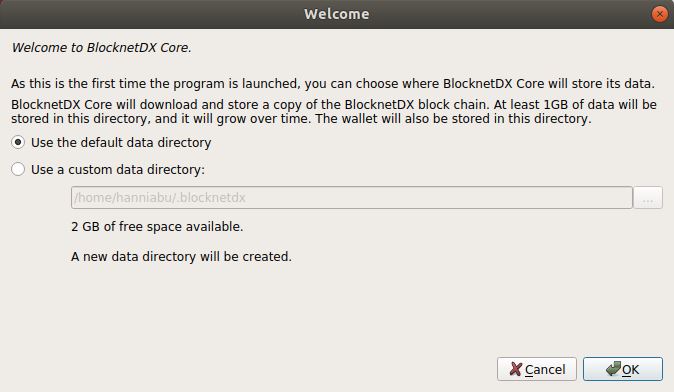 Welcome
Welcome to BlocknetDX Core.
As this is the first time the program is launched, you can choose where BlocknetDX Core will store its data.
BlocknetDX Core will download and store a copy of the BlocknetDX block chain. At least 1GB of data will be
stored in this directory, and it will grow over time. The wallet will also be stored in this directory.
Use the default data directory
Use a custom data directory:
/home/hanniabu/.blocknetdx
...
2 GB of free space available.
A new data directory will be created.
Cancel
OK